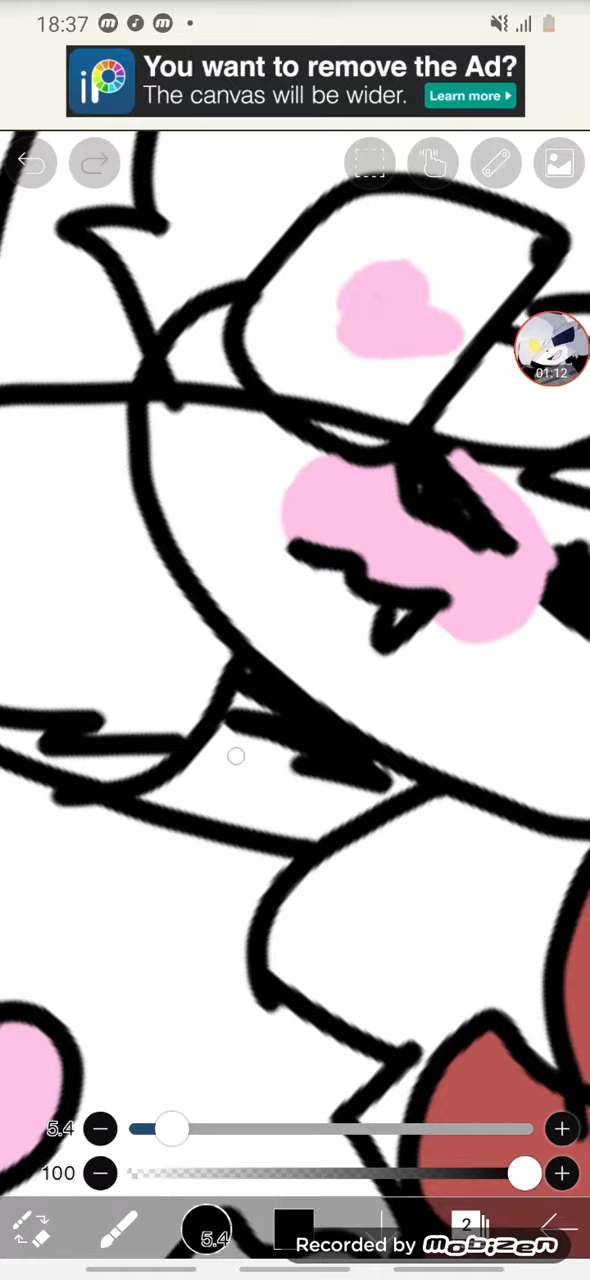 18:37
iP
You want to remove the Ad?
The canvas will be wider.
Learn more
01:12
5.4
100
5.4
2
Recorded by mobizen